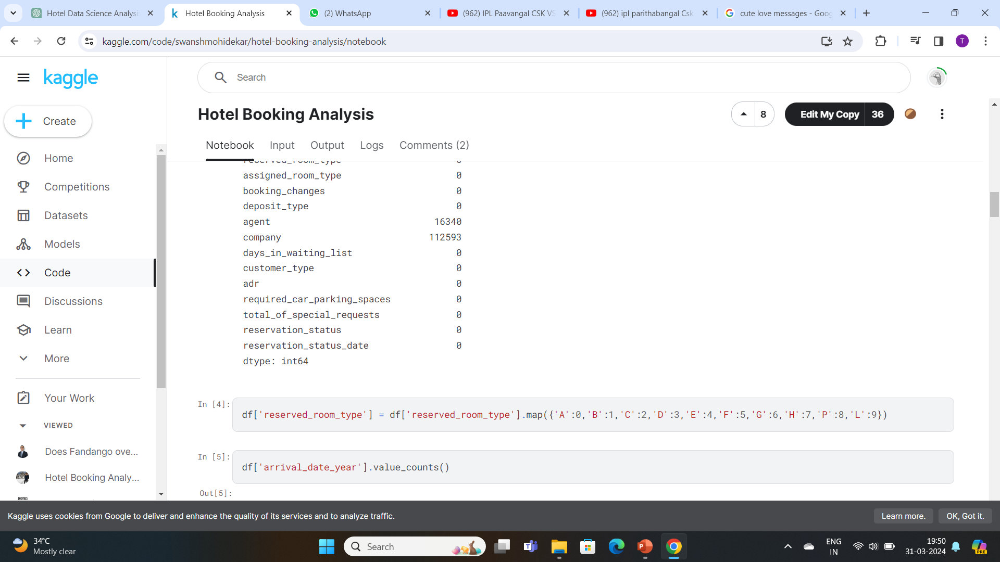 Hotel Data Science Analysi
Hotel Booking Analysis
(2) WhatsApp
(962) IPL Paavangal CSK VS
(962) ipl parithabangal Csk
cute love messages - Goog
kaggle.com/code/swanshmohidekar/hotel-booking-analysis/notebook
T
kaggle
Search
Create
Hotel Booking Analysis
8
Edit My Copy 36
Notebook Input Output Logs Comments (2)
Home
Competitions
Datasets
Models
Code
Discussions
Learn
More
Your Work
VIEWED
Does Fandango ove...
Hotel Booking Analy...
reserved_room_type 0
assigned_room_type 0
booking_changes 0
deposit_type 0
agent 16340
company 112593
days_in_waiting_list 0
customer_type 0
adr 0
required_car_parking_spaces 0
total_of_special_requests 0
reservation_status 0
reservation_status_date 0
dtype: int64
In [4]:
df['reserved_room_type'] = df['reserved_room_type'].map({'A':0,'B':1,'C':2,'D':3,'E':4,'F':5,'G':6,'H':7,'P':8,'L':9})
In [5]:
df['arrival_date_year'].value_counts()
Out[5]:
Kaggle uses cookies from Google to deliver and enhance the quality of its services and to analyze traffic.
Learn more.
OK, Got it.
34°C
Mostly clear
Search
ENG
IN
19:50
31-03-2024
PRE